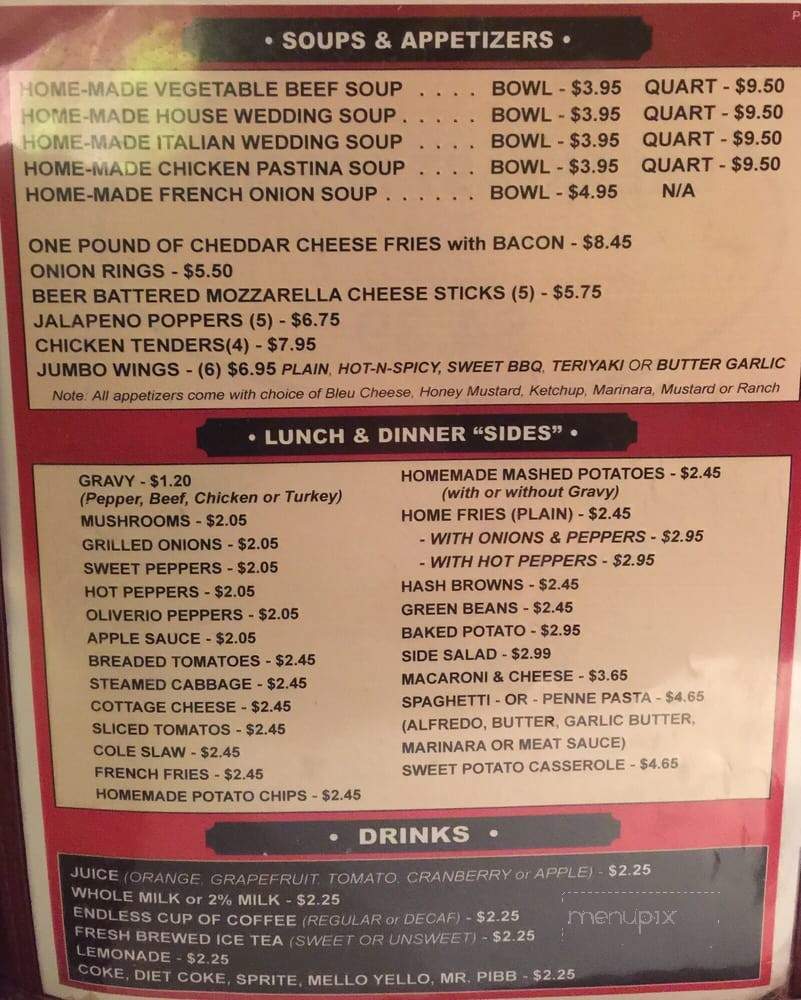 P
• SOUPS & APPETIZERS •
HOME-MADE VEGETABLE BEEF SOUP . . . . BOWL - $3.95 QUART - $9.50
HOME-MADE HOUSE WEDDING SOUP . . . . . BOWL - $3.95 QUART - $9.50
HOME-MADE ITALIAN WEDDING SOUP . . . . BOWL - $3.95 QUART - $9.50
HOME-MADE CHICKEN PASTINA SOUP . . . . BOWL - $3.95 QUART - $9.50
HOME-MADE FRENCH ONION SOUP . . . . . . BOWL - $4.95 N/A
ONE POUND OF CHEDDAR CHEESE FRIES with BACON - $8.45
ONION RINGS - $5.50
BEER BATTERED MOZZARELLA CHEESE STICKS (5) - $5.75
JALAPENO POPPERS (5) - $6.75
CHICKEN TENDERS(4) - $7.95
JUMBO WINGS - (6) $6.95 PLAIN, HOT-N-SPICY, SWEET BBQ, TERIYAKI OR BUTTER GARLIC
Note: All appetizers come with choice of Bleu Cheese, Honey Mustard, Ketchup, Marinara, Mustard or Ranch
• LUNCH & DINNER “SIDES” •
GRAVY - $1.20
(Pepper, Beef, Chicken or Turkey)
MUSHROOMS - $2.05
GRILLED ONIONS - $2.05
SWEET PEPPERS - $2.05
HOT PEPPERS - $2.05
OLIVERIO PEPPERS - $2.05
APPLE SAUCE - $2.05
BREADED TOMATOES - $2.45
STEAMED CABBAGE - $2.45
COTTAGE CHEESE - $2.45
SLICED TOMATOS - $2.45
COLE SLAW - $2.45
FRENCH FRIES - $2.45
HOMEMADE POTATO CHIPS - $2.45
HOMEMADE MASHED POTATOES - $2.45
(with or without Gravy)
HOME FRIES (PLAIN) - $2.45
- WITH ONIONS & PEPPERS - $2.95
- WITH HOT PEPPERS - $2.95
HASH BROWNS - $2.45
GREEN BEANS - $2.45
BAKED POTATO - $2.95
SIDE SALAD - $2.99
MACARONI & CHEESE - $3.65
SPAGHETTI - OR - PENNE PASTA - $4.65
(ALFREDO, BUTTER, GARLIC BUTTER,
MARINARA OR MEAT SAUCE)
SWEET POTATO CASSEROLE - $4.65
• DRINKS •
JUICE (ORANGE, GRAPEFRUIT, TOMATO, CRANBERRY or APPLE) - $2.25
WHOLE MILK or 2% MILK - $2.25
ENDLESS CUP OF COFFEE (REGULAR or DECAF) - $2.25
FRESH BREWED ICE TEA (SWEET OR UNSWEET) - $2.25
LEMONADE - $2.25
COKE, DIET COKE, SPRITE, MELLO YELLO, MR. PIBB - $2.25
menupix